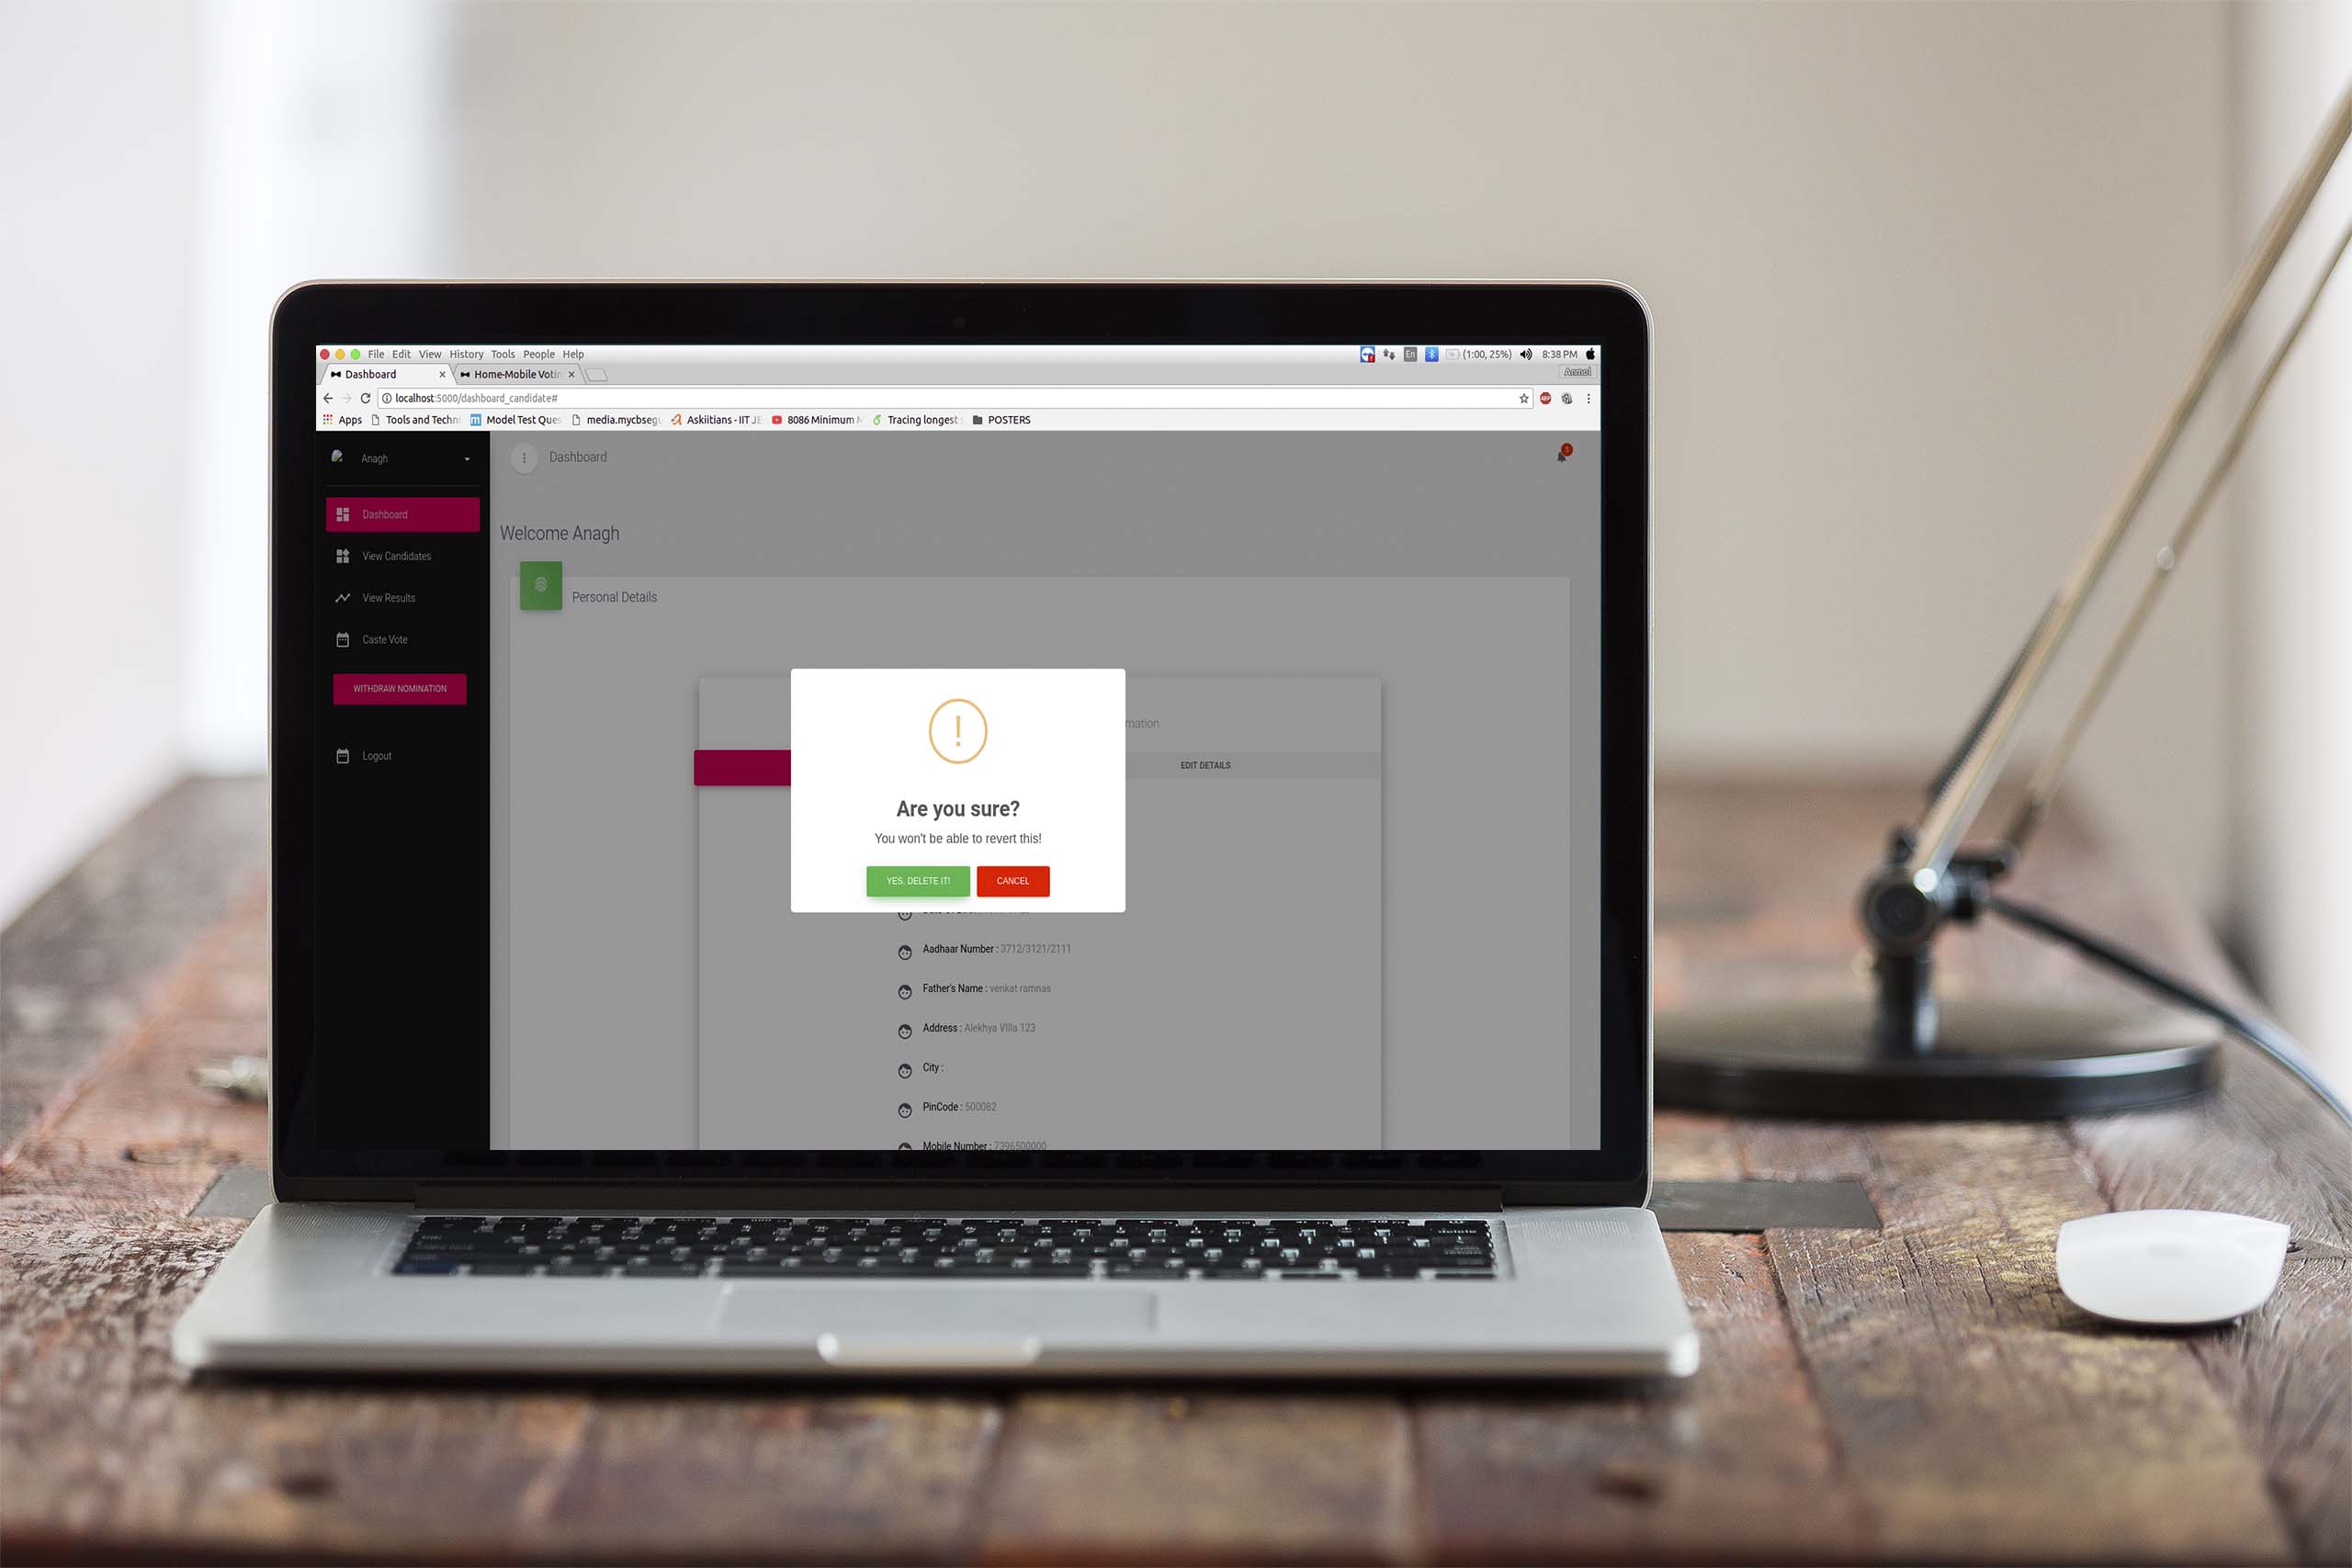 File Edit View History Tools People Help
En (1:00, 25%) 8:38 PM
Dashboard Home-Mobile Votin
Anmol
localhost:5000/dashboard_candidate#
ABP
Apps Tools and Techni Model Test Ques media.mycbsegu Askiitians - IIT JE 8086 Minimum M Tracing longest POSTERS
Anagh
Dashboard
Dashboard
View Candidates
View Results
Caste Vote
WITHDRAW NOMINATION
Logout
Welcome Anagh
Personal Details
mation
EDIT DETAILS
Are you sure?
You won't be able to revert this!
YES, DELETE IT!
CANCEL
Aadhaar Number : 3712/3121/2111
Father's Name : venkat ramnas
Address : Alekhya VIlla 123
City :
PinCode : 500082
Mobile Number : 7396500000